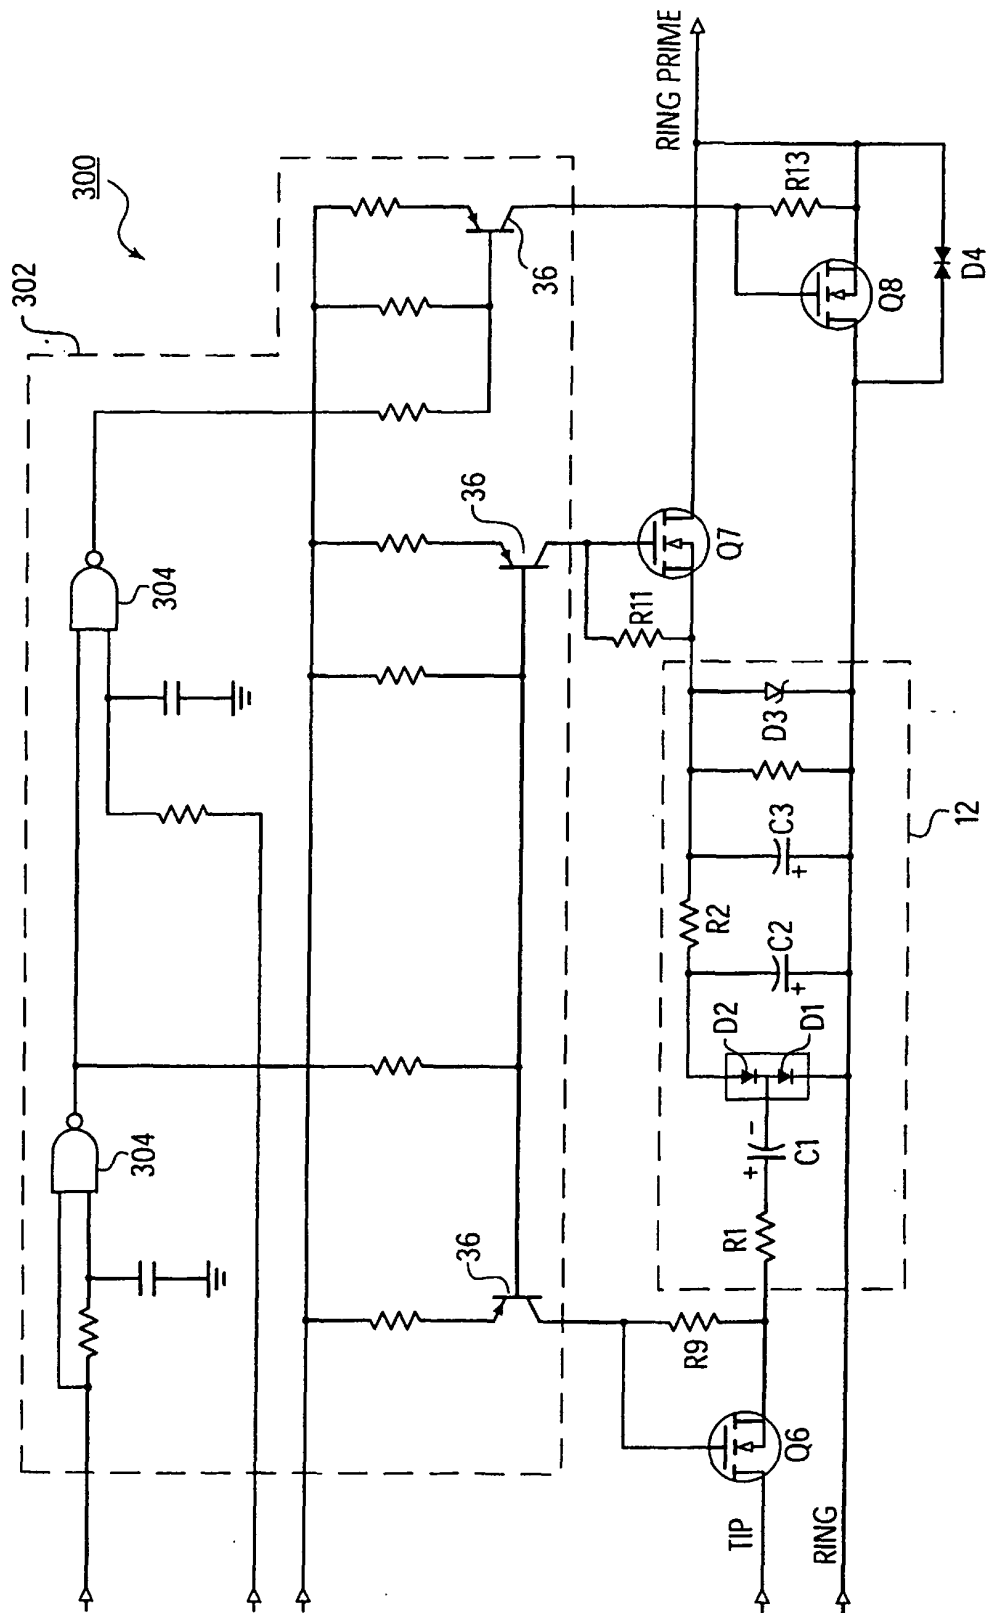 300
302
304
304
36
36
36
RING PRIME
R13
Q8
D4
Q7
R11
D3
12
C3
R2
C2
D2
D1
+
+
-
+
C1
R1
R9
Q6
TIP
RING